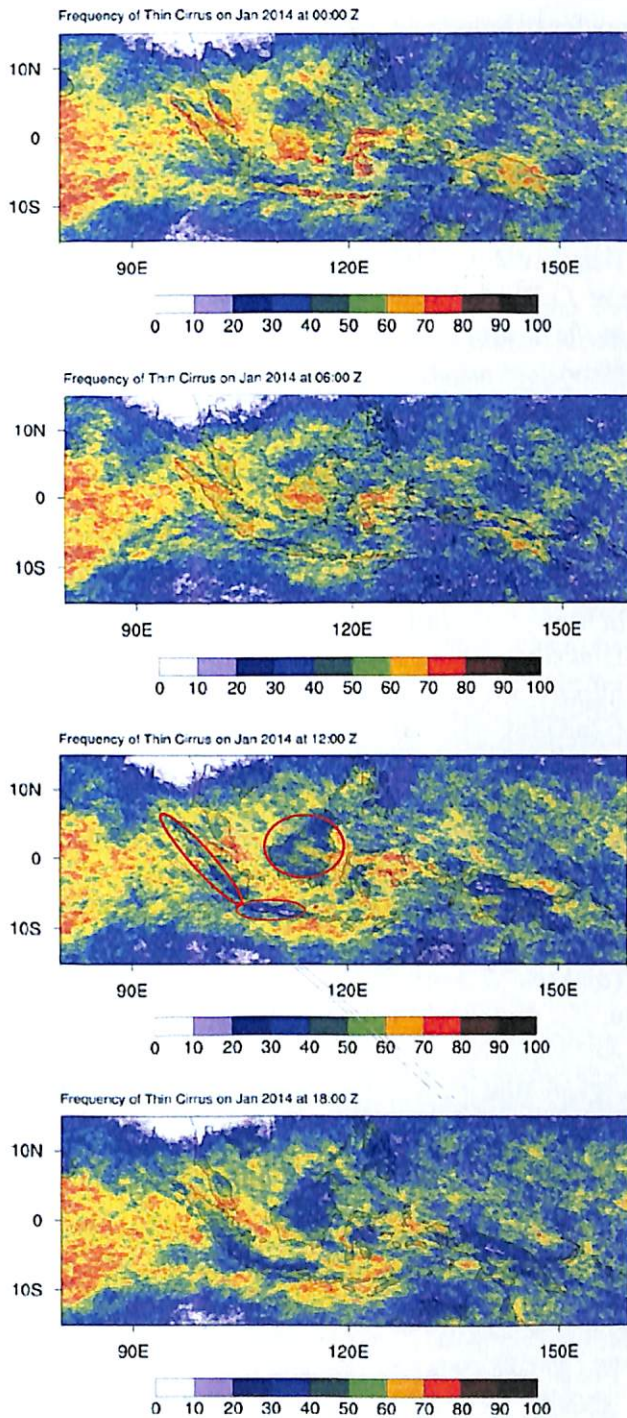 Frequency of Thin Cirrus on Jan 2014 at 00:00 Z
10N
0
10S
90E 120E 150E
0 10 20 30 40 50 60 70 80 90 100
Frequency of Thin Cirrus on Jan 2014 at 06:00 Z
10N
0
10S
90E 120E 150E
0 10 20 30 40 50 60 70 80 90 100
Frequency of Thin Cirrus on Jan 2014 at 12:00 Z
10N
0
10S
90E 120E 150E
0 10 20 30 40 50 60 70 80 90 100
Frequency of Thin Cirrus on Jan 2014 at 18:00 Z
10N
0
10S
90E 120E 150E
0 10 20 30 40 50 60 70 80 90 100